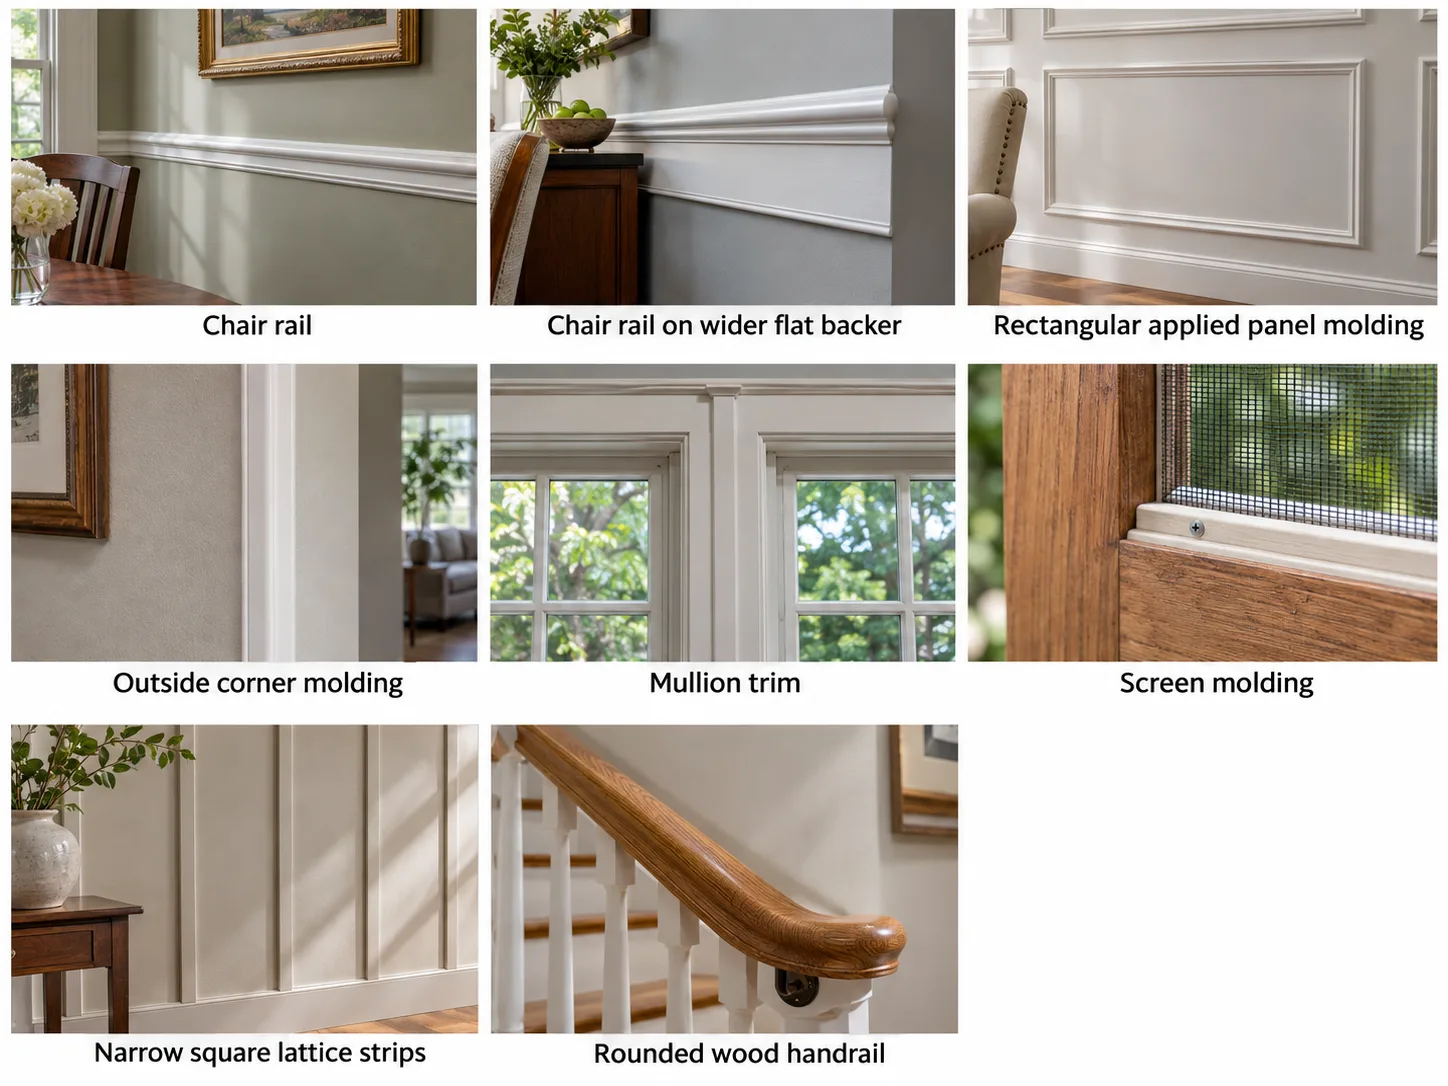 Chair rail
Chair rail on wider flat backer
Rectangular applied panel molding
Outside corner molding
Mullion trim
Screen molding
Narrow square lattice strips
Rounded wood handrail